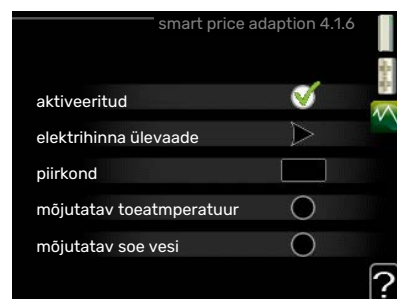 smart price adaption 4.1.6
aktiveeritud
elektrihinna ülevaade
piirkond
mõjutatav toeatmperatuur
mõjutatav soe vesi
?